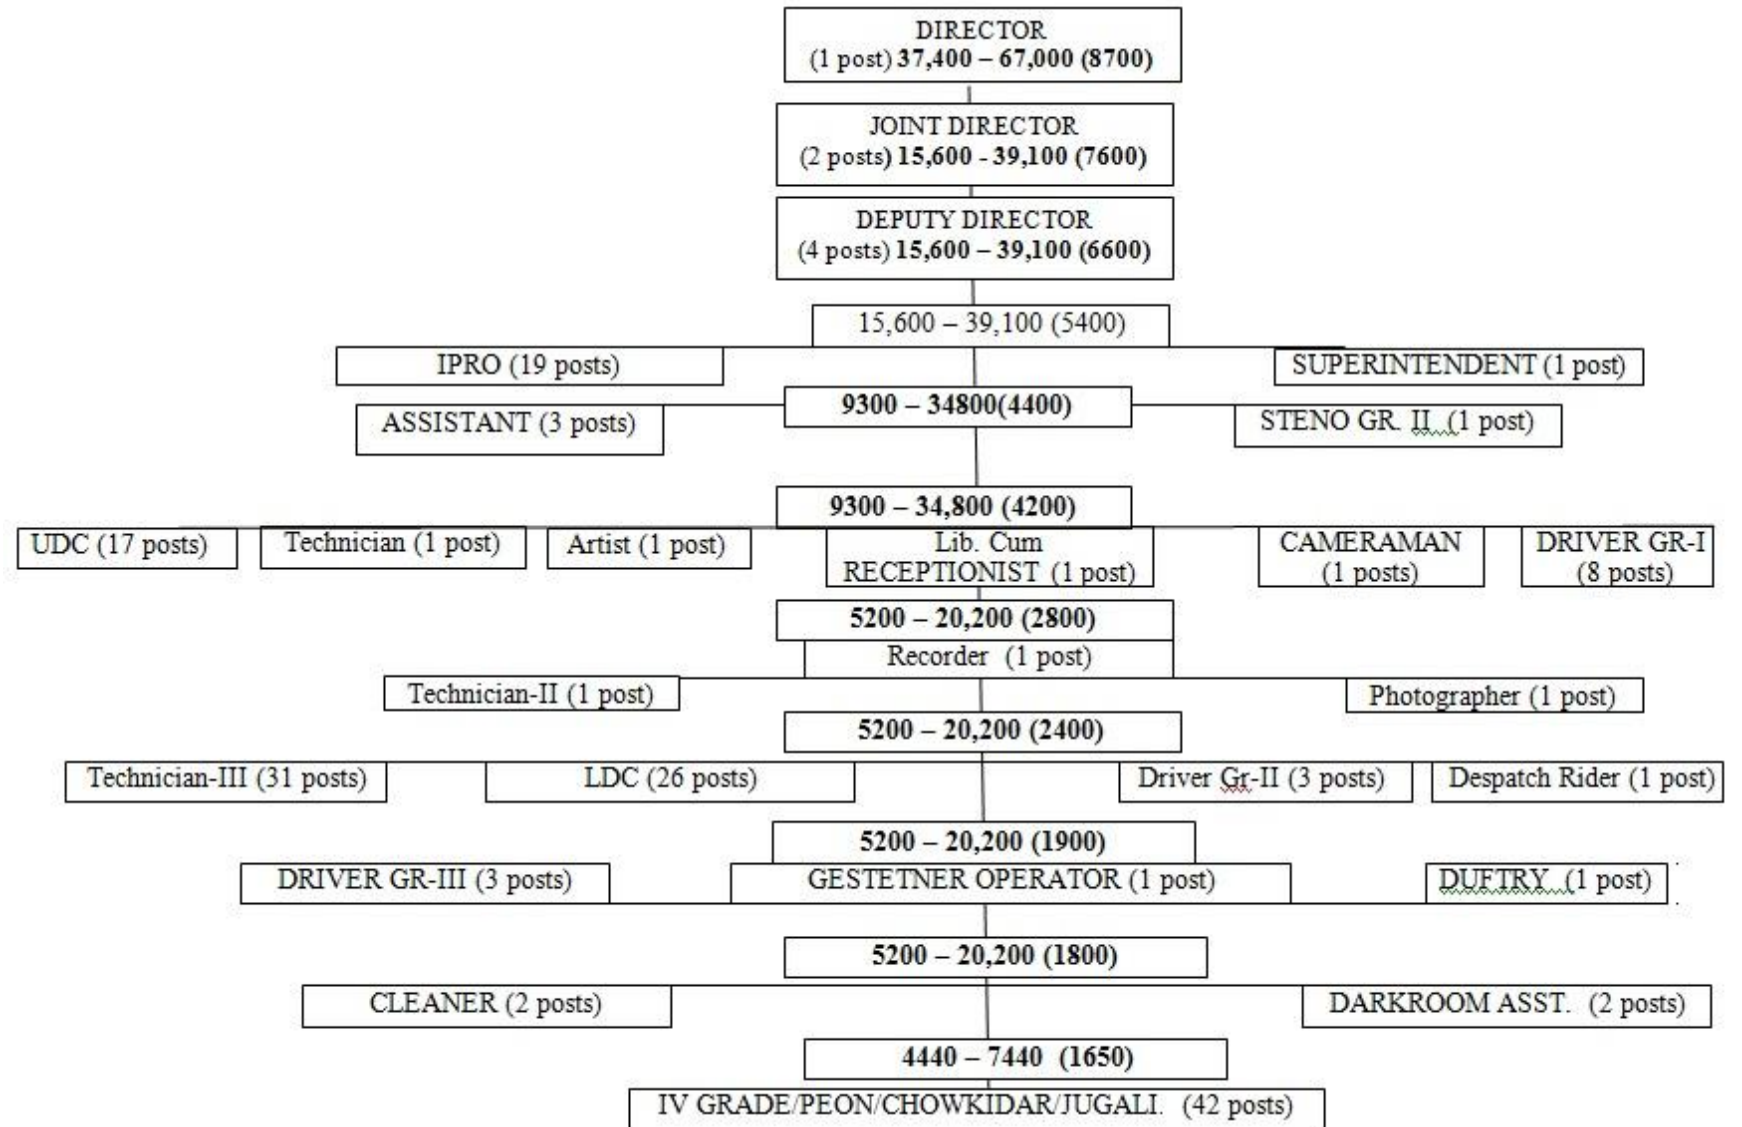 DIRECTOR
(1 post) 37,400 – 67,000 (8700)
JOINT DIRECTOR
(2 posts) 15,600 - 39,100 (7600)
DEPUTY DIRECTOR
(4 posts) 15,600 – 39,100 (6600)
15,600 – 39,100 (5400)
IPRO (19 posts)
SUPERINTENDENT (1 post)
9300 – 34800(4400)
ASSISTANT (3 posts)
STENO GR. II (1 post)
9300 – 34,800 (4200)
UDC (17 posts)
Technician (1 post)
Artist (1 post)
Lib. Cum
RECEPTIONIST (1 post)
CAMERAMAN
(1 posts)
DRIVER GR-I
(8 posts)
5200 – 20,200 (2800)
Recorder (1 post)
Technician-II (1 post)
Photographer (1 post)
5200 – 20,200 (2400)
Technician-III (31 posts)
LDC (26 posts)
Driver Gr-II (3 posts)
Despatch Rider (1 post)
5200 – 20,200 (1900)
DRIVER GR-III (3 posts)
GESTETNER OPERATOR (1 post)
DUFTRY (1 post)
5200 – 20,200 (1800)
CLEANER (2 posts)
DARKROOM ASST. (2 posts)
4440 – 7440 (1650)
IV GRADE/PEON/CHOWKIDAR/JUGALI. (42 posts)